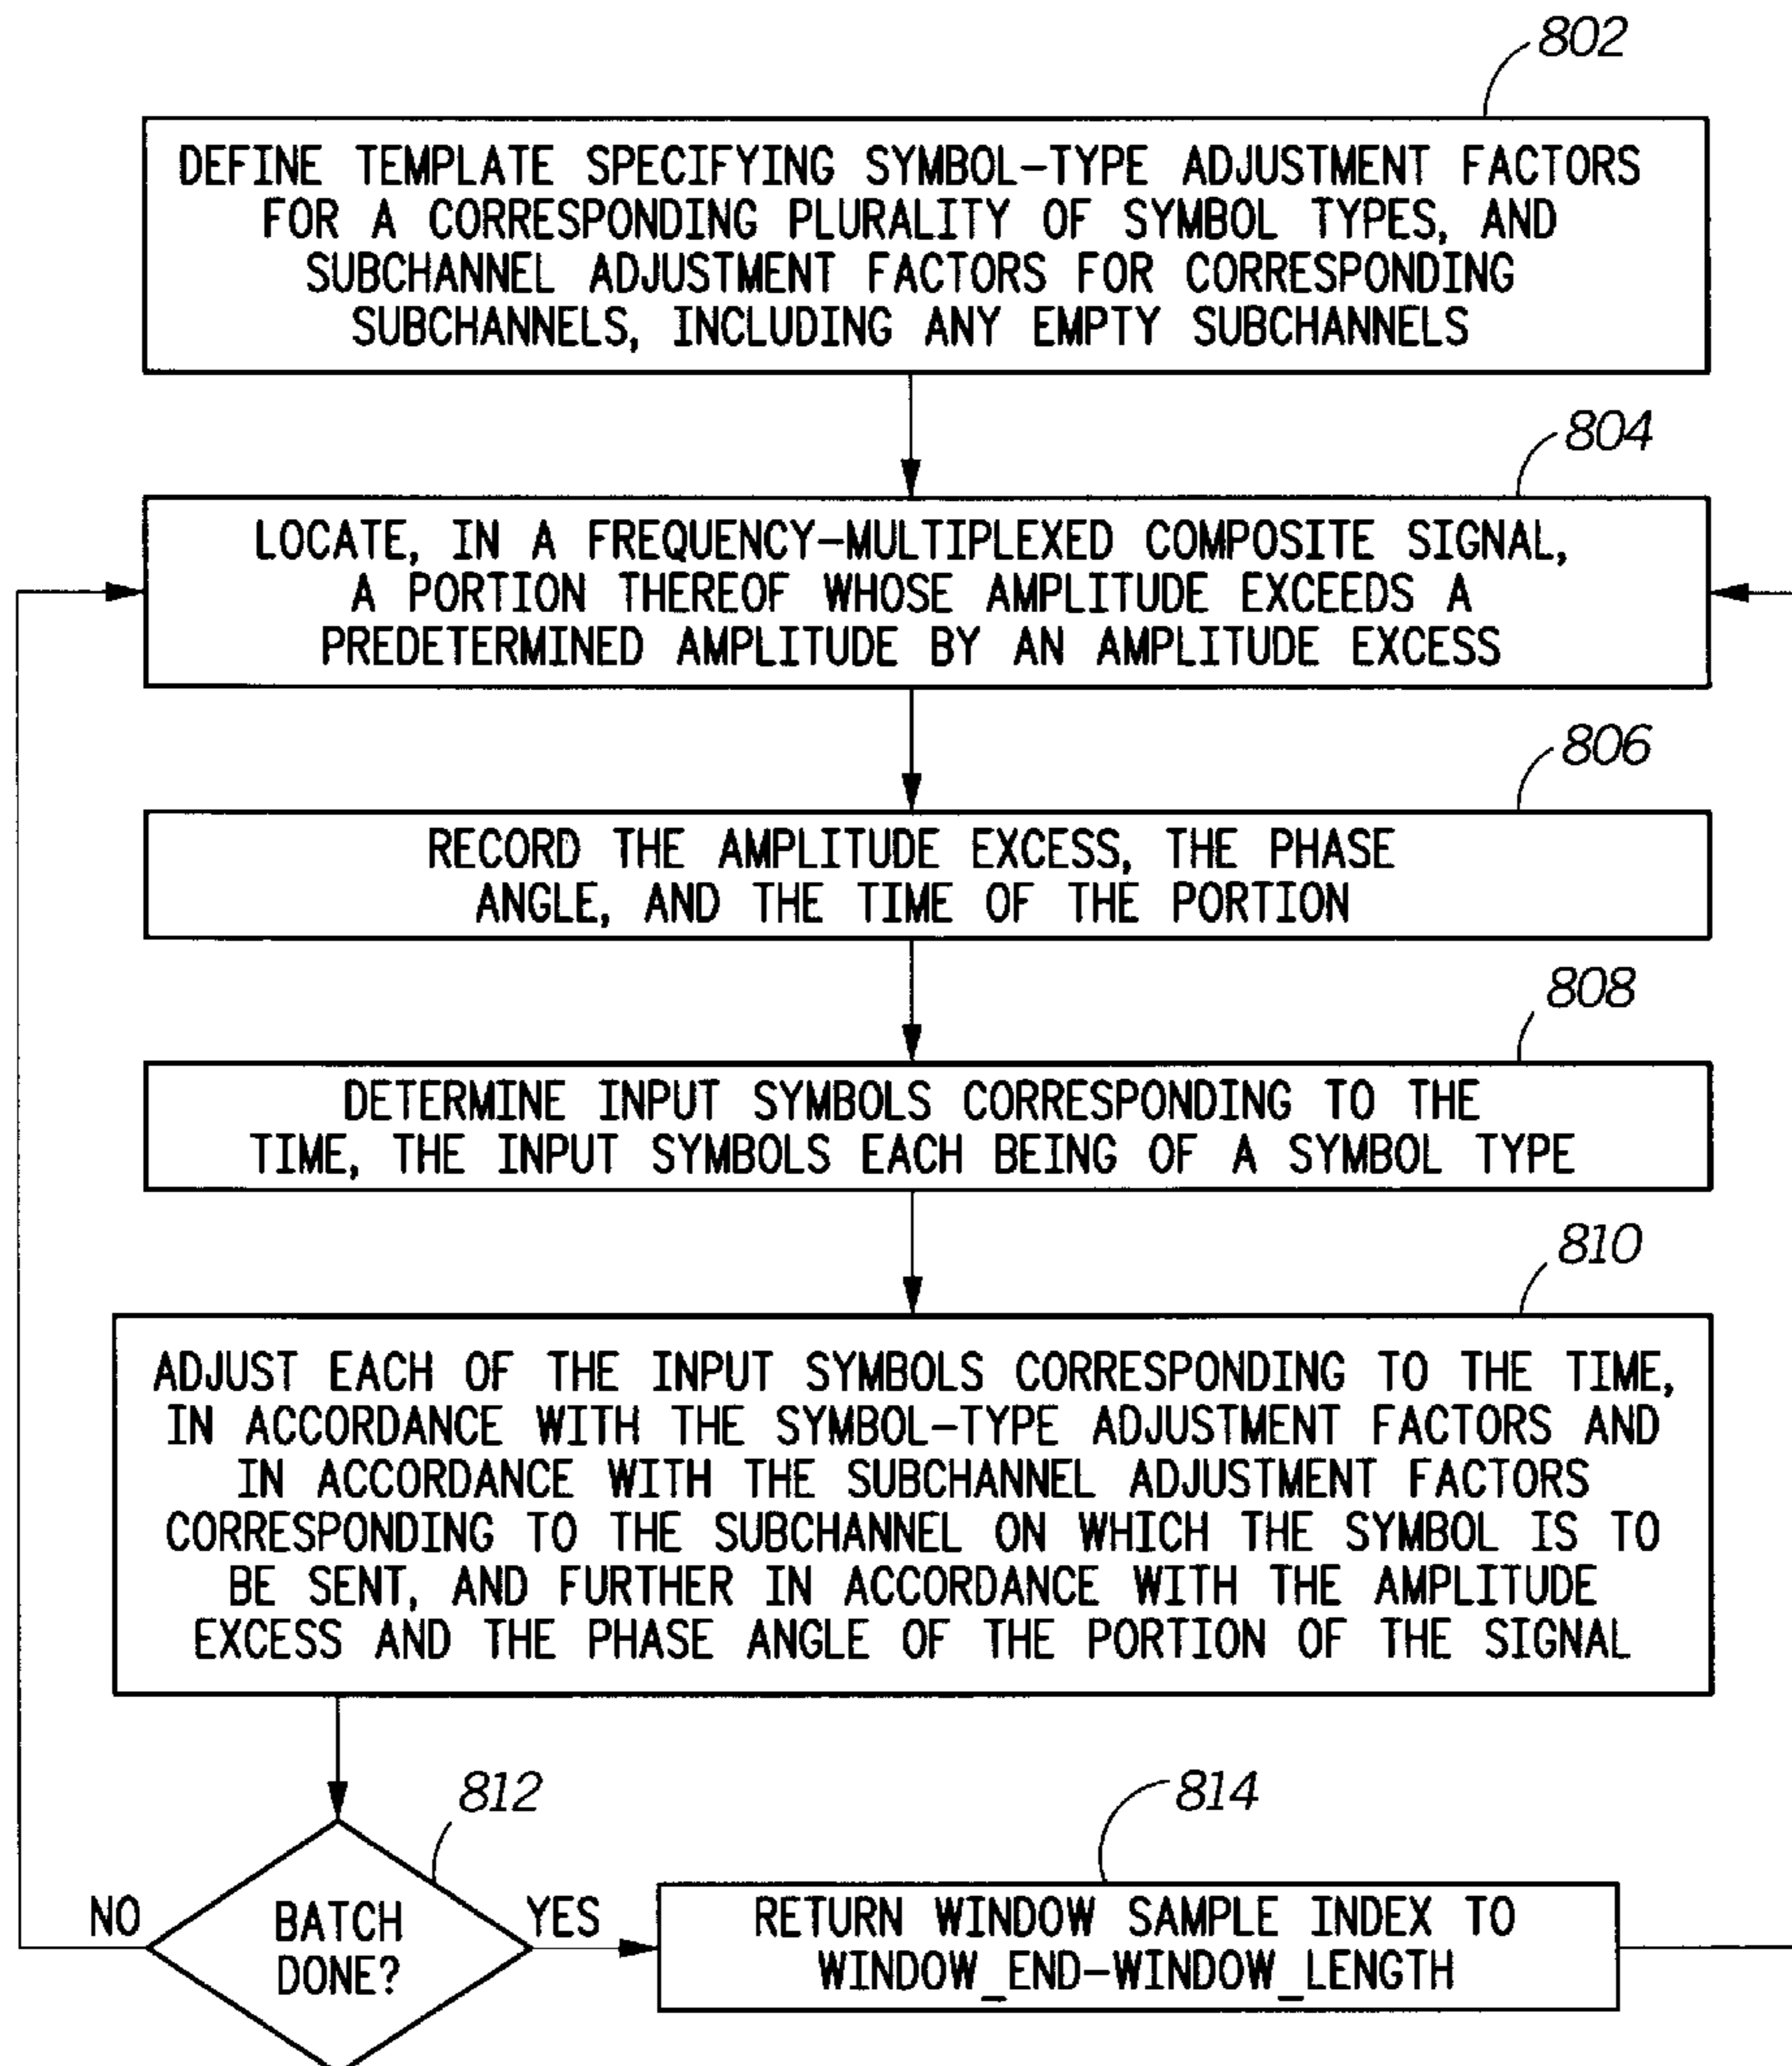 802
DEFINE TEMPLATE SPECIFYING SYMBOL-TYPE ADJUSTMENT FACTORS
FOR A CORRESPONDING PLURALITY OF SYMBOL TYPES, AND
SUBCHANNEL ADJUSTMENT FACTORS FOR CORRESPONDING
SUBCHANNELS, INCLUDING ANY EMPTY SUBCHANNELS
804
LOCATE, IN A FREQUENCY-MULTIPLEXED COMPOSITE SIGNAL,
A PORTION THEREOF WHOSE AMPLITUDE EXCEEDS A
PREDETERMINED AMPLITUDE BY AN AMPLITUDE EXCESS
806
RECORD THE AMPLITUDE EXCESS, THE PHASE
ANGLE, AND THE TIME OF THE PORTION
808
DETERMINE INPUT SYMBOLS CORRESPONDING TO THE
TIME, THE INPUT SYMBOLS EACH BEING OF A SYMBOL TYPE
810
ADJUST EACH OF THE INPUT SYMBOLS CORRESPONDING TO THE TIME,
IN ACCORDANCE WITH THE SYMBOL-TYPE ADJUSTMENT FACTORS AND
IN ACCORDANCE WITH THE SUBCHANNEL ADJUSTMENT FACTORS
CORRESPONDING TO THE SUBCHANNEL ON WHICH THE SYMBOL IS TO
BE SENT, AND FURTHER IN ACCORDANCE WITH THE AMPLITUDE
EXCESS AND THE PHASE ANGLE OF THE PORTION OF THE SIGNAL
812
NO
BATCH
DONE?
YES
814
RETURN WINDOW SAMPLE INDEX TO
WINDOW_END-WINDOW_LENGTH